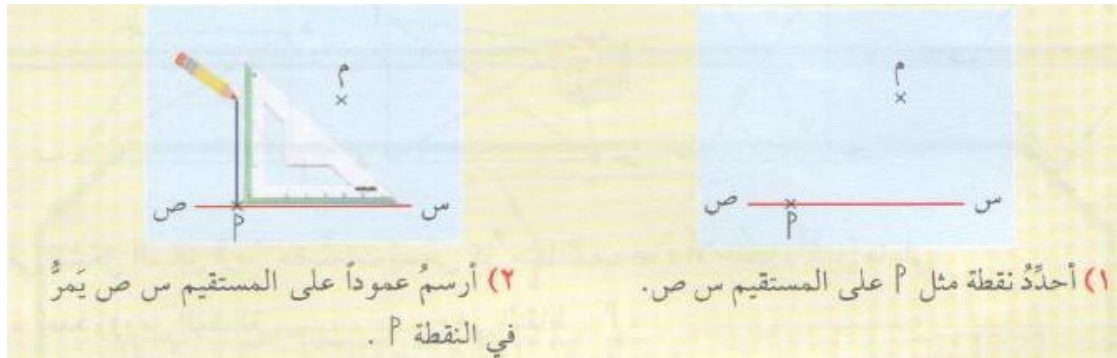 م
×
س
ص
×
أ
١) أحدِّدُ نقطة مثل أ على المستقيم س ص.
م
×
س
ص
×
أ
٢) أرسمُ عموداً على المستقيم س ص يَمرُّ
في النقطة أ .